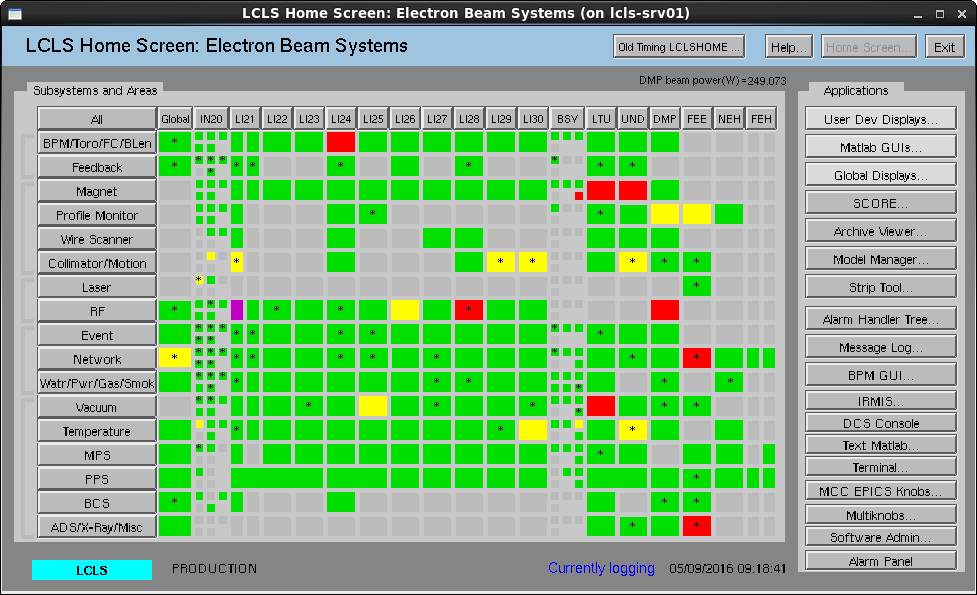 LCLS Home Screen: Electron Beam Systems (on lcls-srv01)
LCLS Home Screen: Electron Beam Systems
Old Timing LCLSHOME ...
Help...
Home Screen...
Exit
DMP beam power(W)=249.073
Subsystems and Areas
All
Global
IN20
LI21
LI22
LI23
LI24
LI25
LI26
LI27
LI28
LI29
LI30
BSY
LTU
UND
DMP
FEE
NEH
FEH
BPM/Toro/FC/BLen
Feedback
Magnet
Profile Monitor
Wire Scanner
Collimator/Motion
Laser
RF
Event
Network
Watr/Pwr/Gas/Smok
Vacuum
Temperature
MPS
PPS
BCS
ADS/X-Ray/Misc
Applications
User Dev Displays...
Matlab GUIs...
Global Displays...
SCORE...
Archive Viewer...
Model Manager...
Strip Tool...
Alarm Handler Tree...
Message Log...
BPM GUI...
IRMIS...
DCS Console
Text Matlab...
Terminal...
MCC EPICS Knobs...
Multiknobs...
Software Admin...
Alarm Panel
LCLS
PRODUCTION
Currently logging
05/09/2016 09:18:41